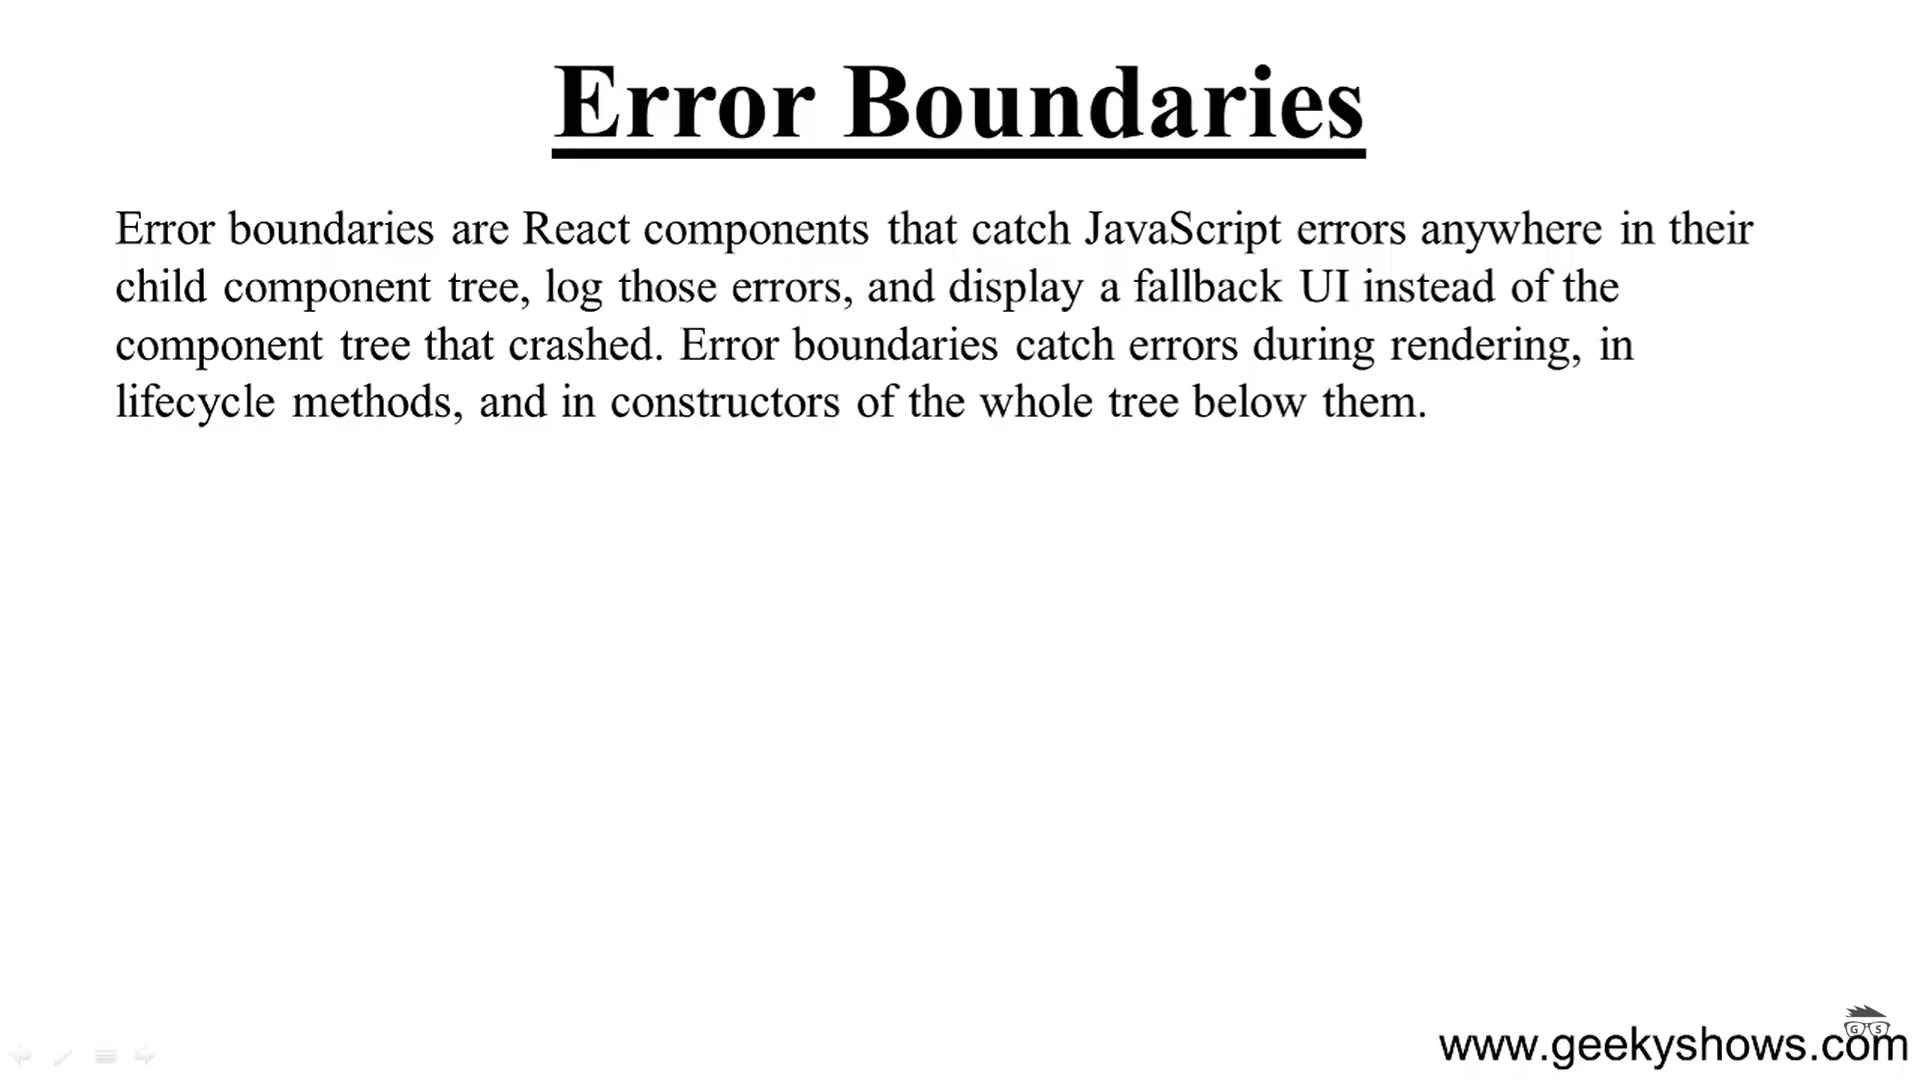 Error Boundaries
Error boundaries are React components that catch JavaScript errors anywhere in their
child component tree, log those errors, and display a fallback UI instead of the
component tree that crashed. Error boundaries catch errors during rendering, in
lifecycle methods, and in constructors of the whole tree below them.
G S
www.geekyshows.com